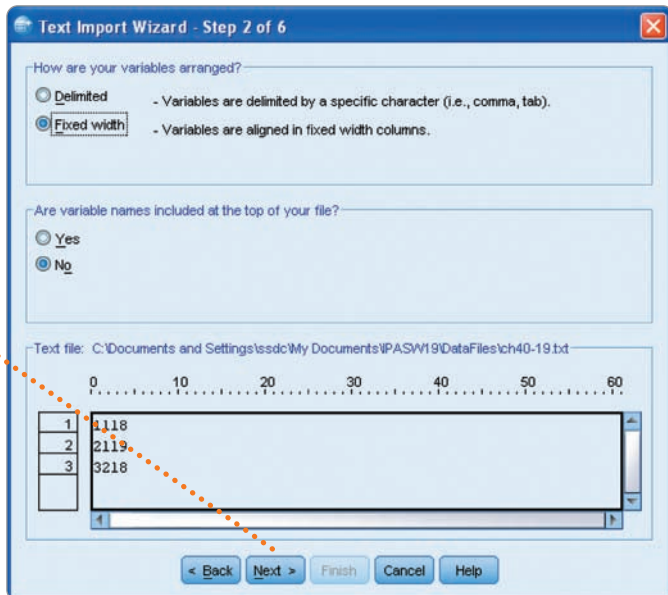 Text Import Wizard - Step 2 of 6
How are your variables arranged?
Delimited - Variables are delimited by a specific character (i.e., comma, tab).
Fixed width - Variables are aligned in fixed width columns.
Are variable names included at the top of your file?
Yes
No
Text file: C:\Documents and Settings\ssdc\My Documents\IPASW19\DataFiles\ch40-19.txt
0 10 20 30 40 50 60
1 1118
2 2119
3 3218
< Back Next > Finish Cancel Help